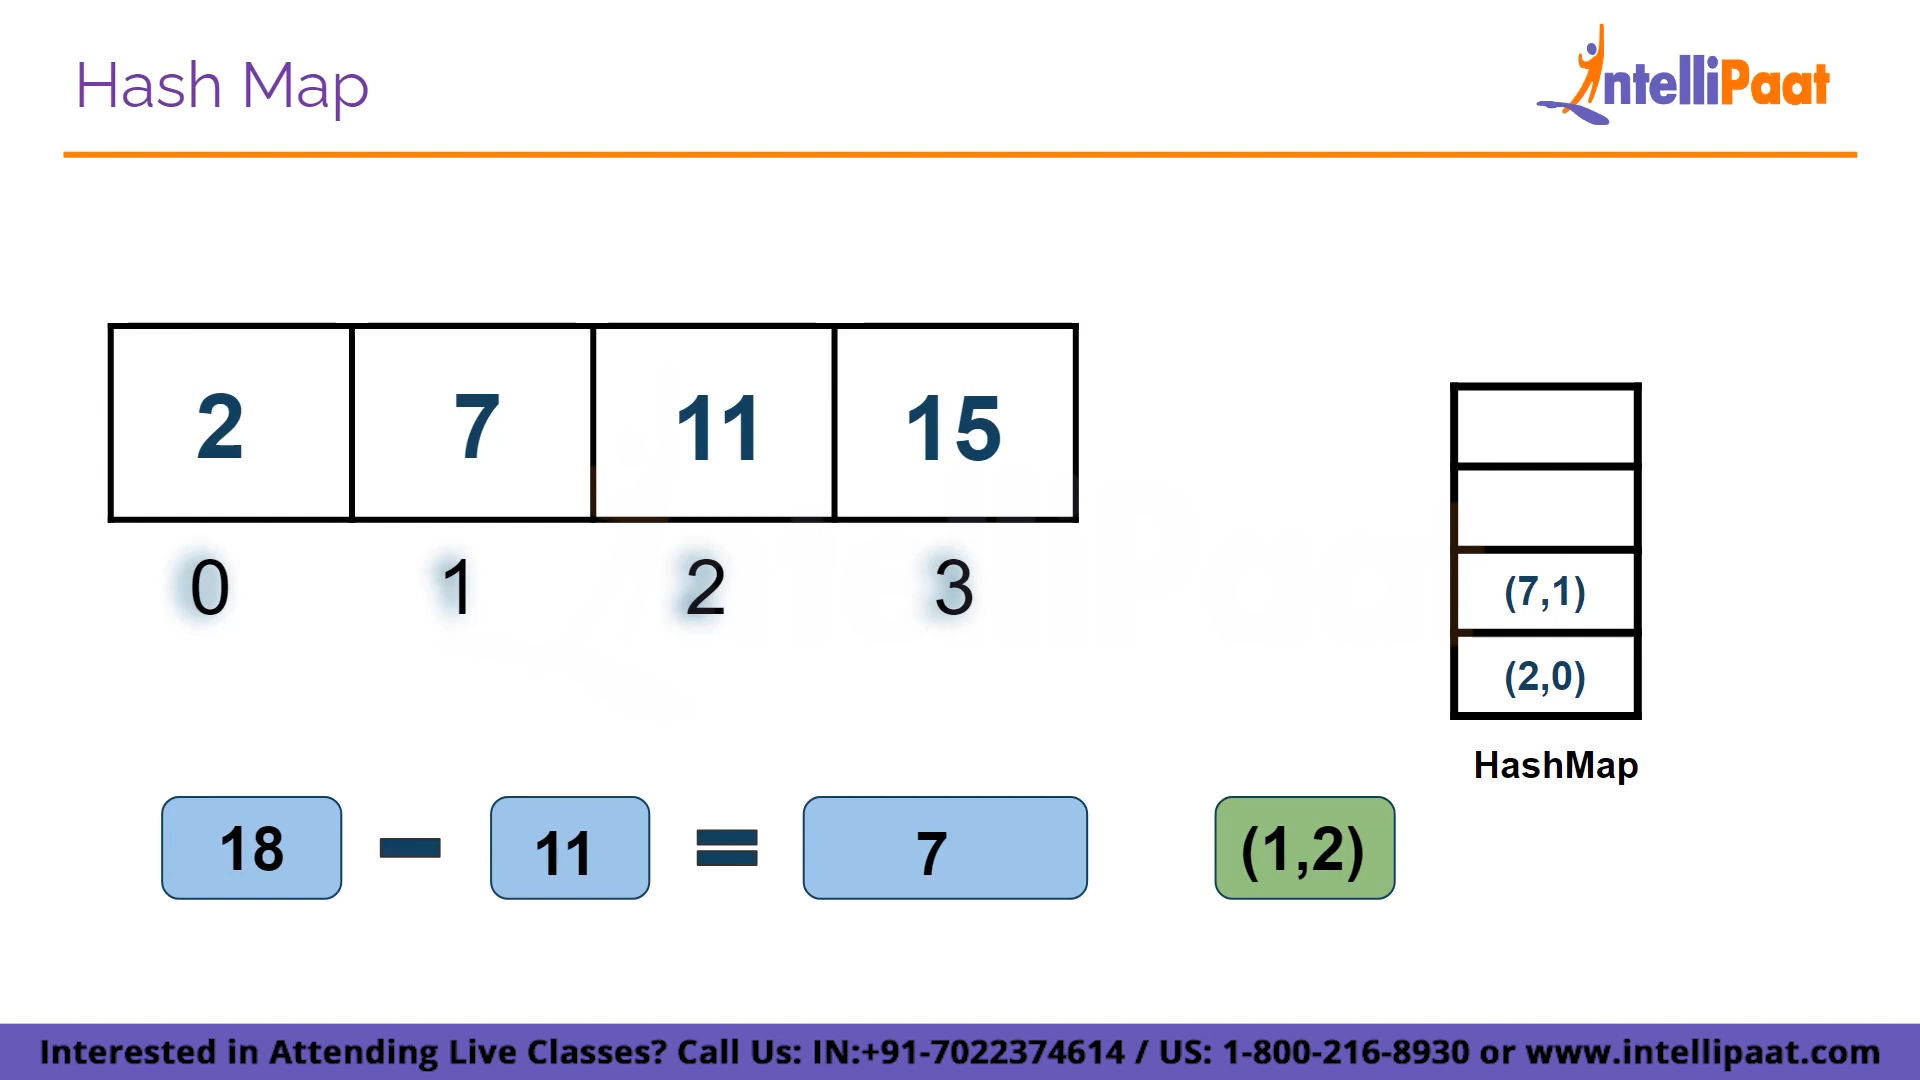 Hash Map
IntelliPaat
2 7 11 15
0 1 2 3
(7,1)
(2,0)
HashMap
18 - 11 = 7 (1,2)
Interested in Attending Live Classes? Call Us: IN:+91-7022374614 / US: 1-800-216-8930 or www.intellipaat.com